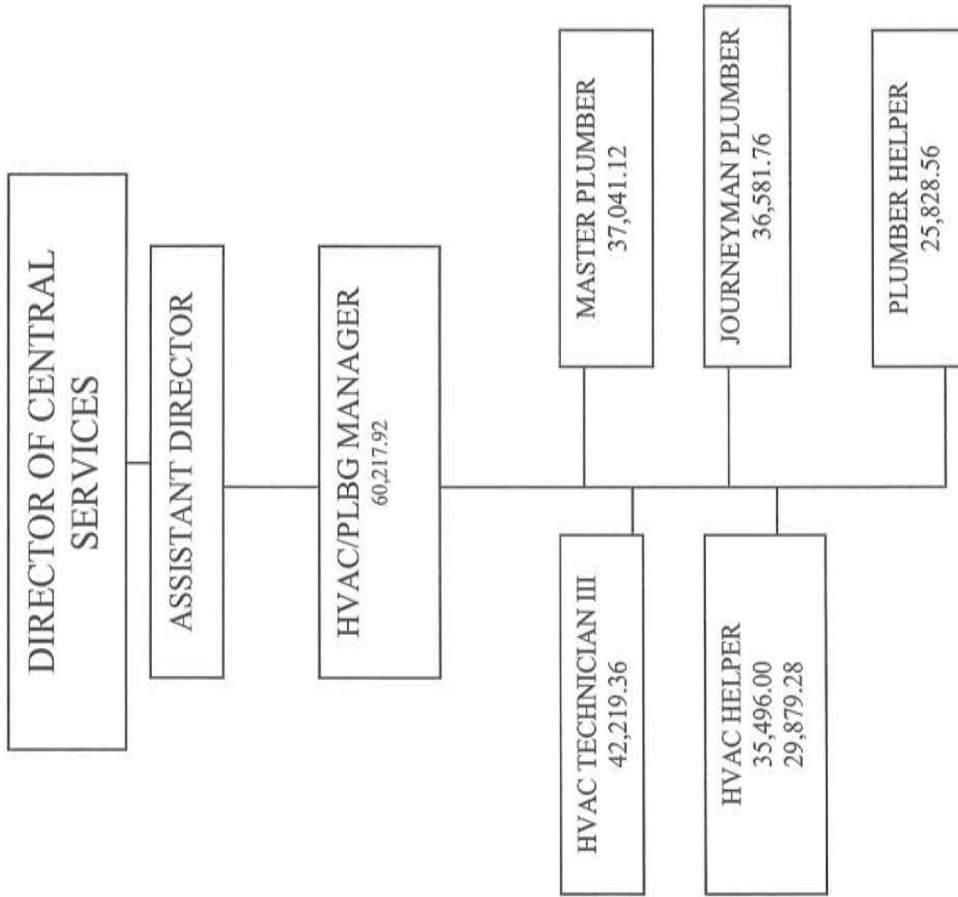 DIRECTOR OF CENTRAL
SERVICES
ASSISTANT DIRECTOR
HVAC/PLBG MANAGER
60,217.92
HVAC TECHNICIAN III
42,219.36
HVAC HELPER
35,496.00
29,879.28
MASTER PLUMBER
37,041.12
JOURNEYMAN PLUMBER
36,581.76
PLUMBER HELPER
25,828.56